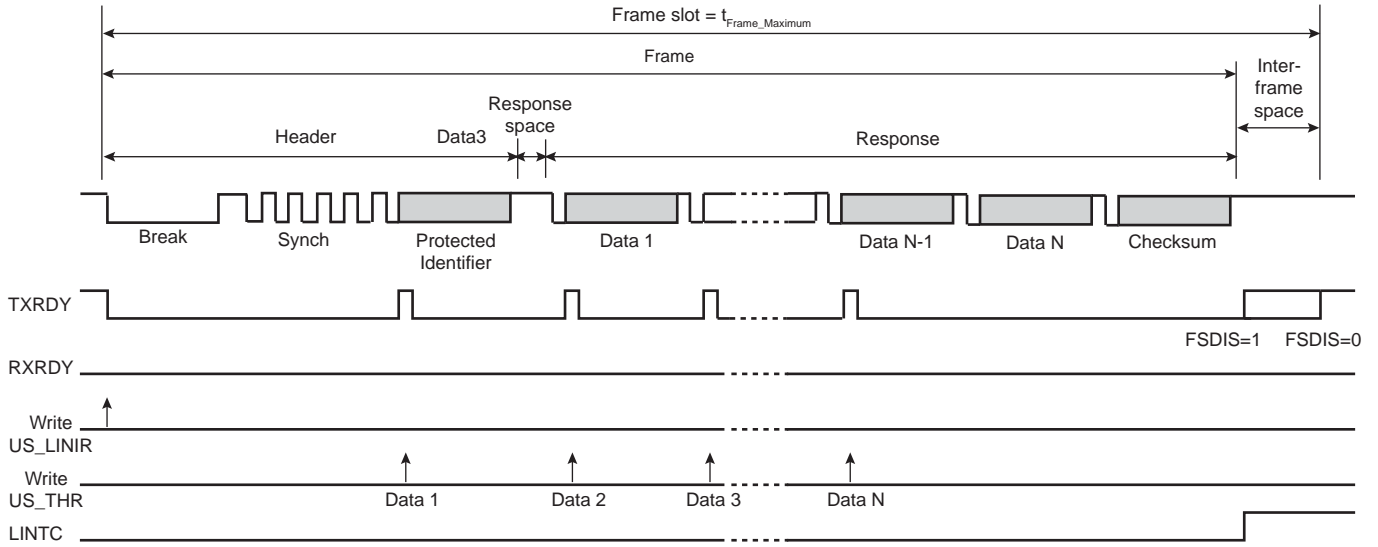 Frame slot = tFrame_Maximum
Frame
Inter-
frame
space
Response
space
Header
Data3
Response
Break
Synch
Protected
Identifier
Data 1
Data N-1
Data N
Checksum
TXRDY
FSDIS=1
FSDIS=0
RXRDY
Write
US_LINIR
Write
US_THR
Data 1
Data 2
Data 3
Data N
LINTC